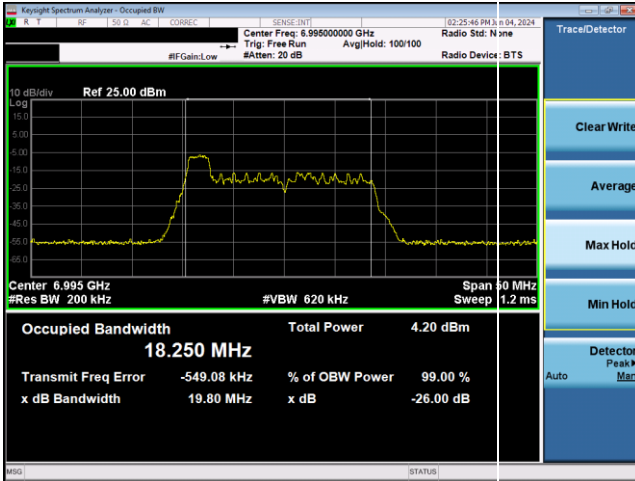 Keysight Spectrum Analyzer - Occupied BW
R T RF 50 Ω AC CORREC SENSE:INT 02:25:46 PM
04, 2024
Center Freq: 6.995000000 GHz Radio Std: None
Trig: Free Run Avg|Hold: 100/100
#IFGain:Low #Atten: 20 dB Radio Device: BTS
Trace/Detector
10 dB/div Ref 25.00 dBm
Log
15.0
5.00
-5.00
-15.0
-25.0
-35.0
-45.0
-55.0
-65.0
Center 6.995 GHz Span 50 MHz
#Res BW 200 kHz #VBW 620 kHz Sweep 1.2 ms
Occupied Bandwidth Total Power 4.20 dBm
18.250 MHz
Transmit Freq Error -549.08 kHz % of OBW Power 99.00 %
x dB Bandwidth 19.80 MHz x dB -26.00 dB
Clear Write
Average
Max Hold
Min Hold
Detector
Peak
Auto Man
MSG STATUS